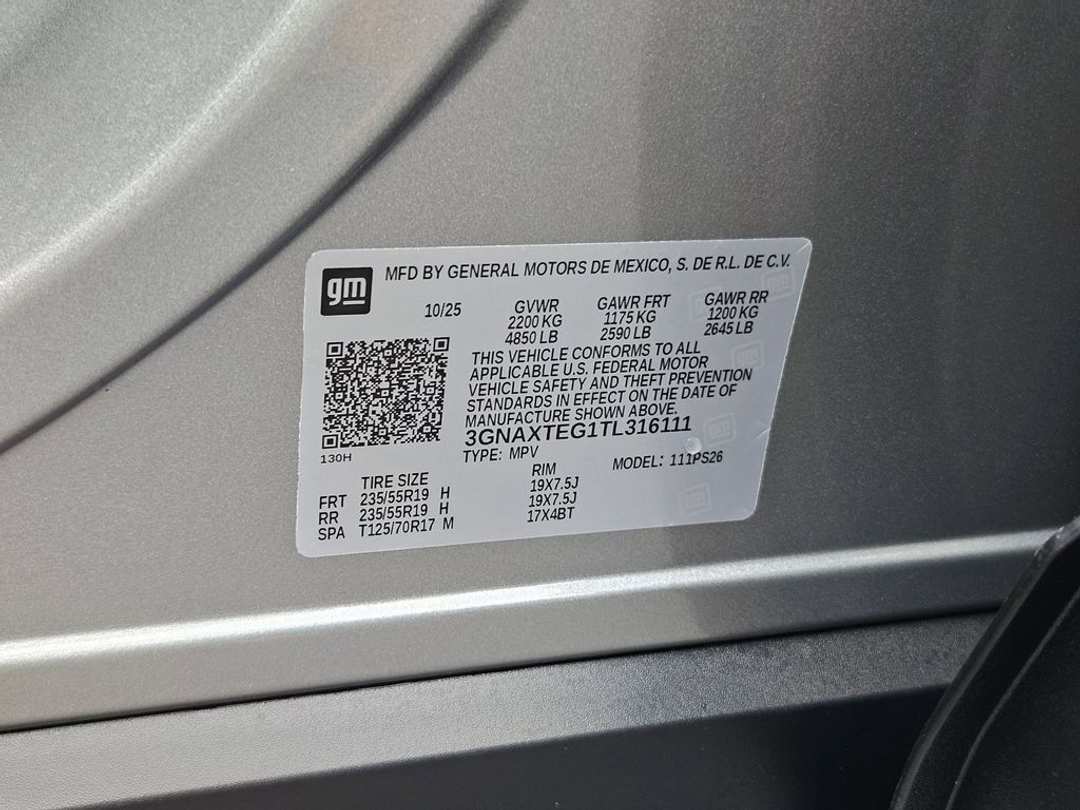 gm
MFD BY GENERAL MOTORS DE MEXICO, S. DE R.L. DE C.V.
10/25 GVWR GAWR FRT GAWR RR
2200 KG 1175 KG 1200 KG
4850 LB 2590 LB 2645 LB
THIS VEHICLE CONFORMS TO ALL
APPLICABLE U.S. FEDERAL MOTOR
VEHICLE SAFETY AND THEFT PREVENTION
STANDARDS IN EFFECT ON THE DATE OF
MANUFACTURE SHOWN ABOVE.
3GNAXTEG1TL316111
130H TYPE: MPV MODEL: 111PS26
TIRE SIZE RIM
FRT 235/55R19 H 19X7.5J
RR 235/55R19 H 19X7.5J
SPA T125/70R17 M 17X4BT